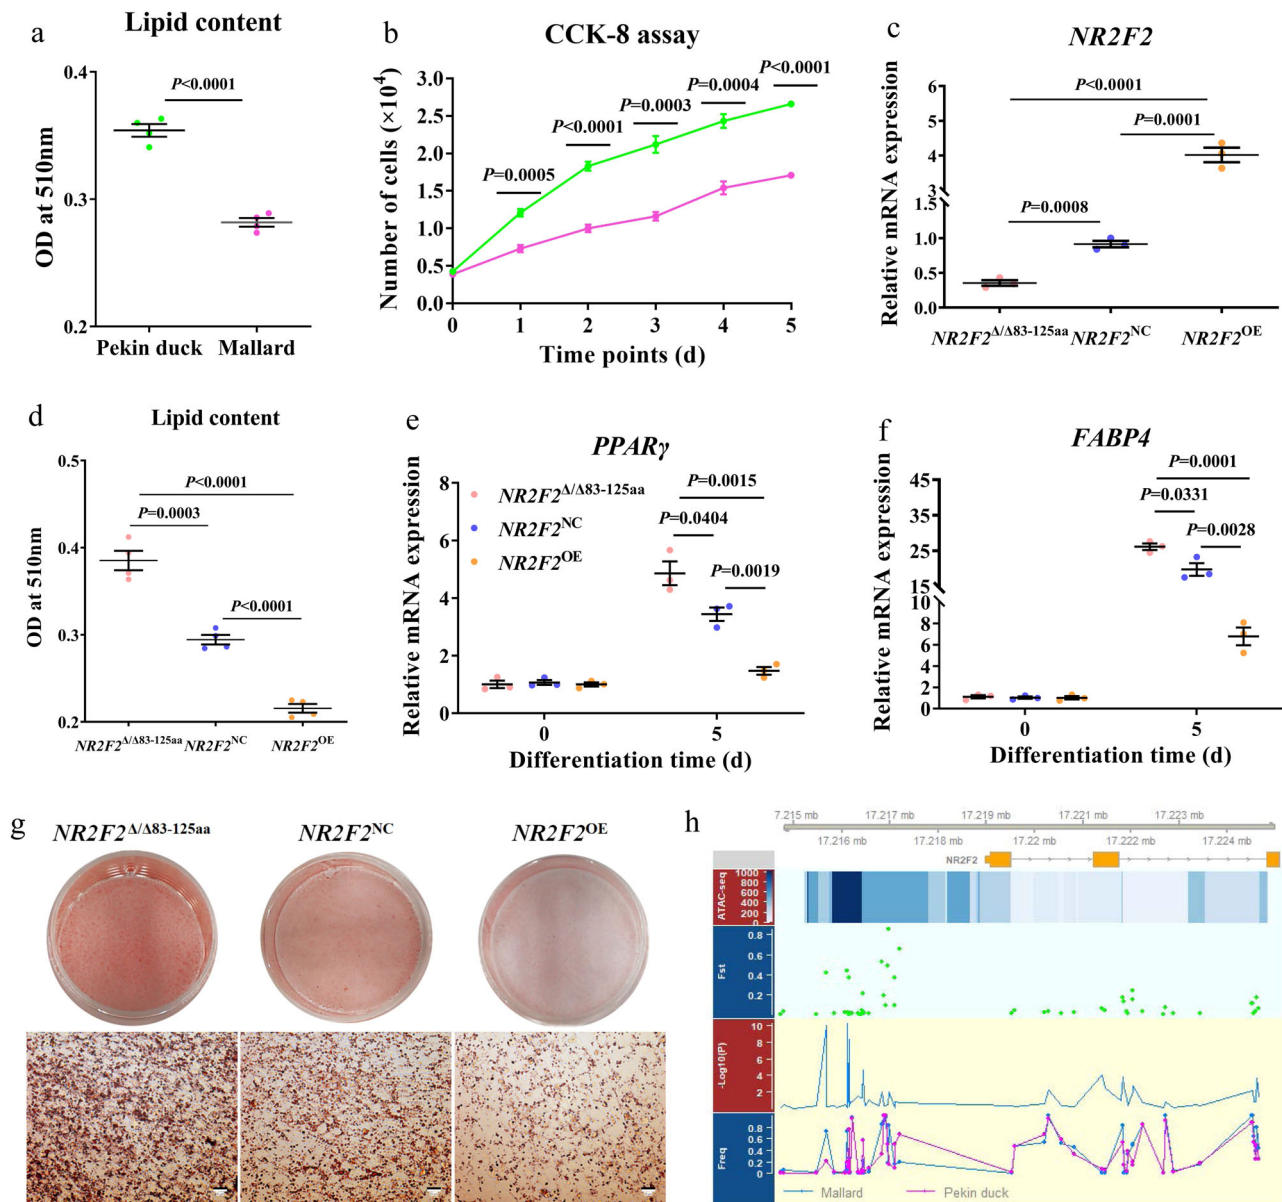 a
Lipid content
OD at 510nm
0.4
0.3
0.2
P<0.0001
Pekin duck
Mallard
b
CCK-8 assay
Number of cells (×10⁴)
3.0
2.5
2.0
1.5
1.0
0.5
0.0
P=0.0005
P<0.0001
P=0.0003
P=0.0004
P<0.0001
0 1 2 3 4 5
Time points (d)
c
NR2F2
Relative mRNA expression
6
5
4
3
1.5
1.0
0.5
0.0
P<0.0001
P=0.0001
P=0.0008
NR2F2Δ/Δ83-125aa NR2F2NC NR2F2OE
d
Lipid content
OD at 510nm
0.5
0.4
0.3
0.2
P<0.0001
P=0.0003
P<0.0001
NR2F2Δ/Δ83-125aa NR2F2NC NR2F2OE
e
PPARγ
Relative mRNA expression
8
6
4
2
0
NR2F2Δ/Δ83-125aa
NR2F2NC
NR2F2OE
P=0.0015
P=0.0404
P=0.0019
0 5
Differentiation time (d)
f
FABP4
Relative mRNA expression
45
35
25
15
10
8
6
4
2
0
P=0.0001
P=0.0331
P=0.0028
0 5
Differentiation time (d)
g
NR2F2Δ/Δ83-125aa NR2F2NC NR2F2OE
h
7.215 mb 17.217 mb 17.219 mb 17.221 mb 17.223 mb
17.216 mb 17.218 mb 17.22 mb 17.222 mb 17.224 mb
NR2F2
ATAC-seq
1000
800
600
400
200
0
Fst
0.8
0.6
0.4
0.2
-Log10(P)
10
8
6
4
2
Freq
0.8
0.6
0.4
0.2
0
Mallard Pekin duck